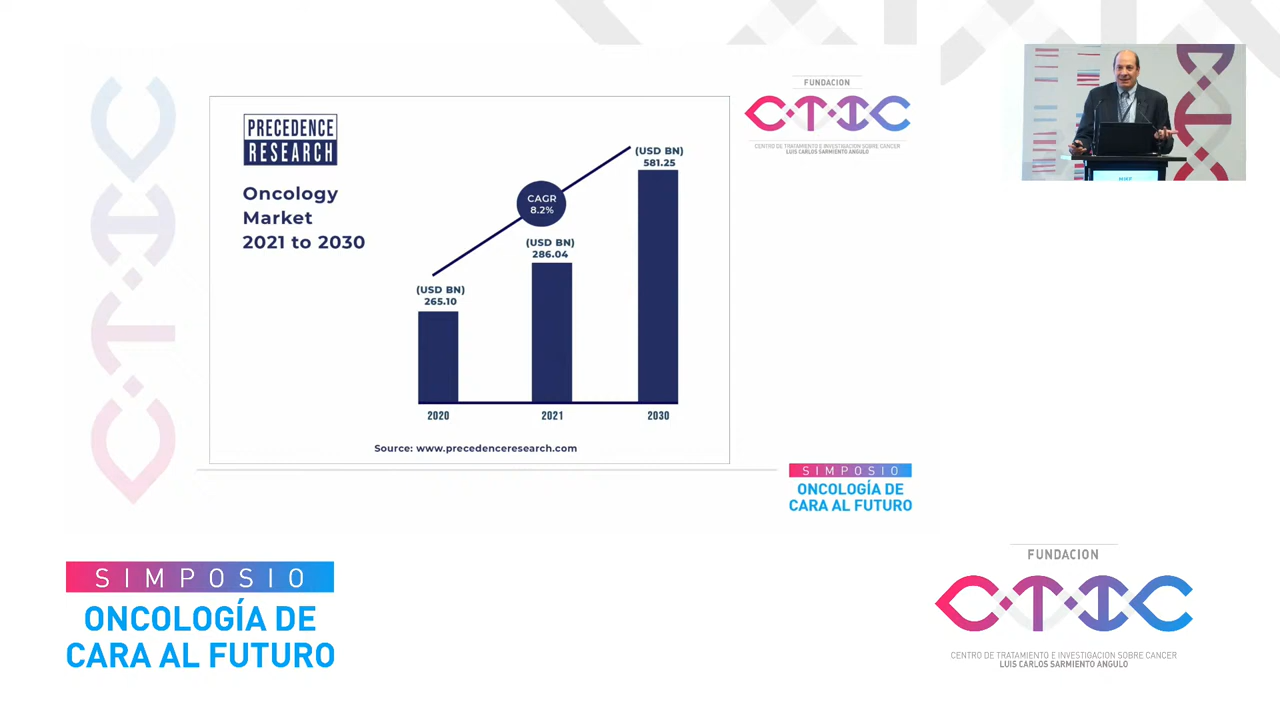 FUNDACION
C·T·I·C
CENTRO DE TRATAMIENTO E INVESTIGACION SOBRE CANCER
LUIS CARLOS SARMIENTO ANGULO
PRECEDENCE
RESEARCH
Oncology
Market
2021 to 2030
CAGR
8.2%
(USD BN)
265.10
(USD BN)
286.04
(USD BN)
581.25
2020
2021
2030
Source: www.precedenceresearch.com
C·T·I·C
SIMPOSIO
ONCOLOGÍA DE
CARA AL FUTURO
SIMPOSIO
ONCOLOGÍA DE
CARA AL FUTURO
FUNDACION
C·T·I·C
CENTRO DE TRATAMIENTO E INVESTIGACION SOBRE CANCER
LUIS CARLOS SARMIENTO ANGULO